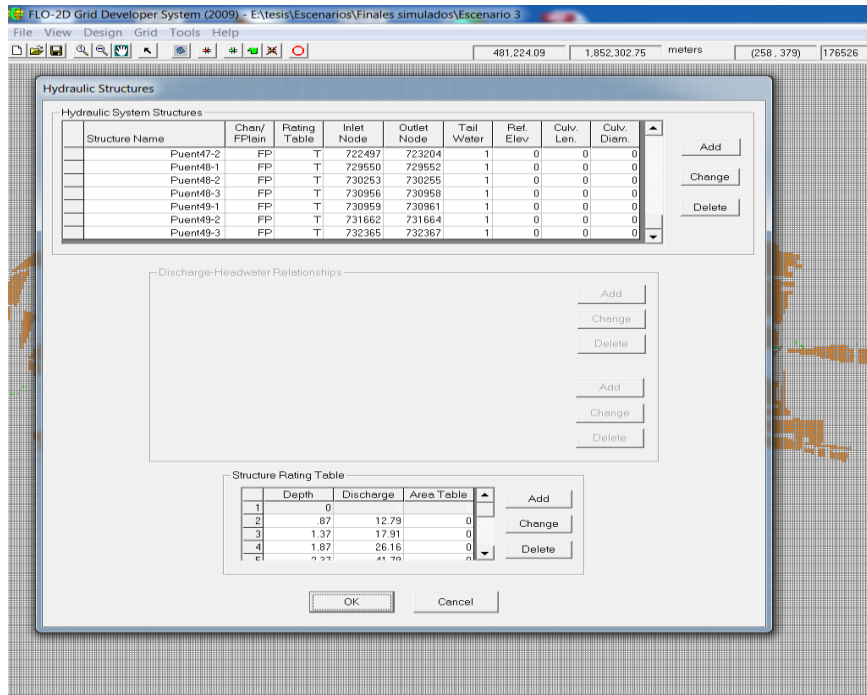 FLO-2D Grid Developer System (2009) - E:\tesis\Escenarios\Finales simulados\Escenario 3
File View Design Grid Tools Help
481,224.09 1,852,302.75 meters (258 , 379) 176526
Hydraulic Structures
Hydraulic System Structures
Structure Name Chan/ FPlain Rating Table Inlet Node Outlet Node Tail Water Ref. Elev Culv. Len. Culv. Diam.
Puent47-2 FP T 722497 723204 1 0 0 0
Puent48-1 FP T 729550 729552 1 0 0 0
Puent48-2 FP T 730253 730255 1 0 0 0
Puent48-3 FP T 730956 730958 1 0 0 0
Puent49-1 FP T 730959 730961 1 0 0 0
Puent49-2 FP T 731662 731664 1 0 0 0
Puent49-3 FP T 732365 732367 1 0 0 0
Add
Change
Delete
Discharge-Headwater Relationships
Add
Change
Delete
Add
Change
Delete
Structure Rating Table
Depth Discharge Area Table
1 0
2 .87 12.79 0
3 1.37 17.91 0
4 1.87 26.16 0
5 2.37 41.79 0
Add
Change
Delete
OK Cancel